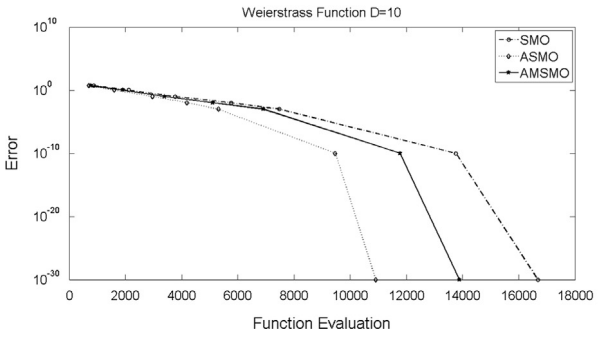 Weierstrass Function D=10
10^10
10^0
10^-10
10^-20
10^-30
Error
SMO
ASMO
AMSMO
0 2000 4000 6000 8000 10000 12000 14000 16000 18000
Function Evaluation